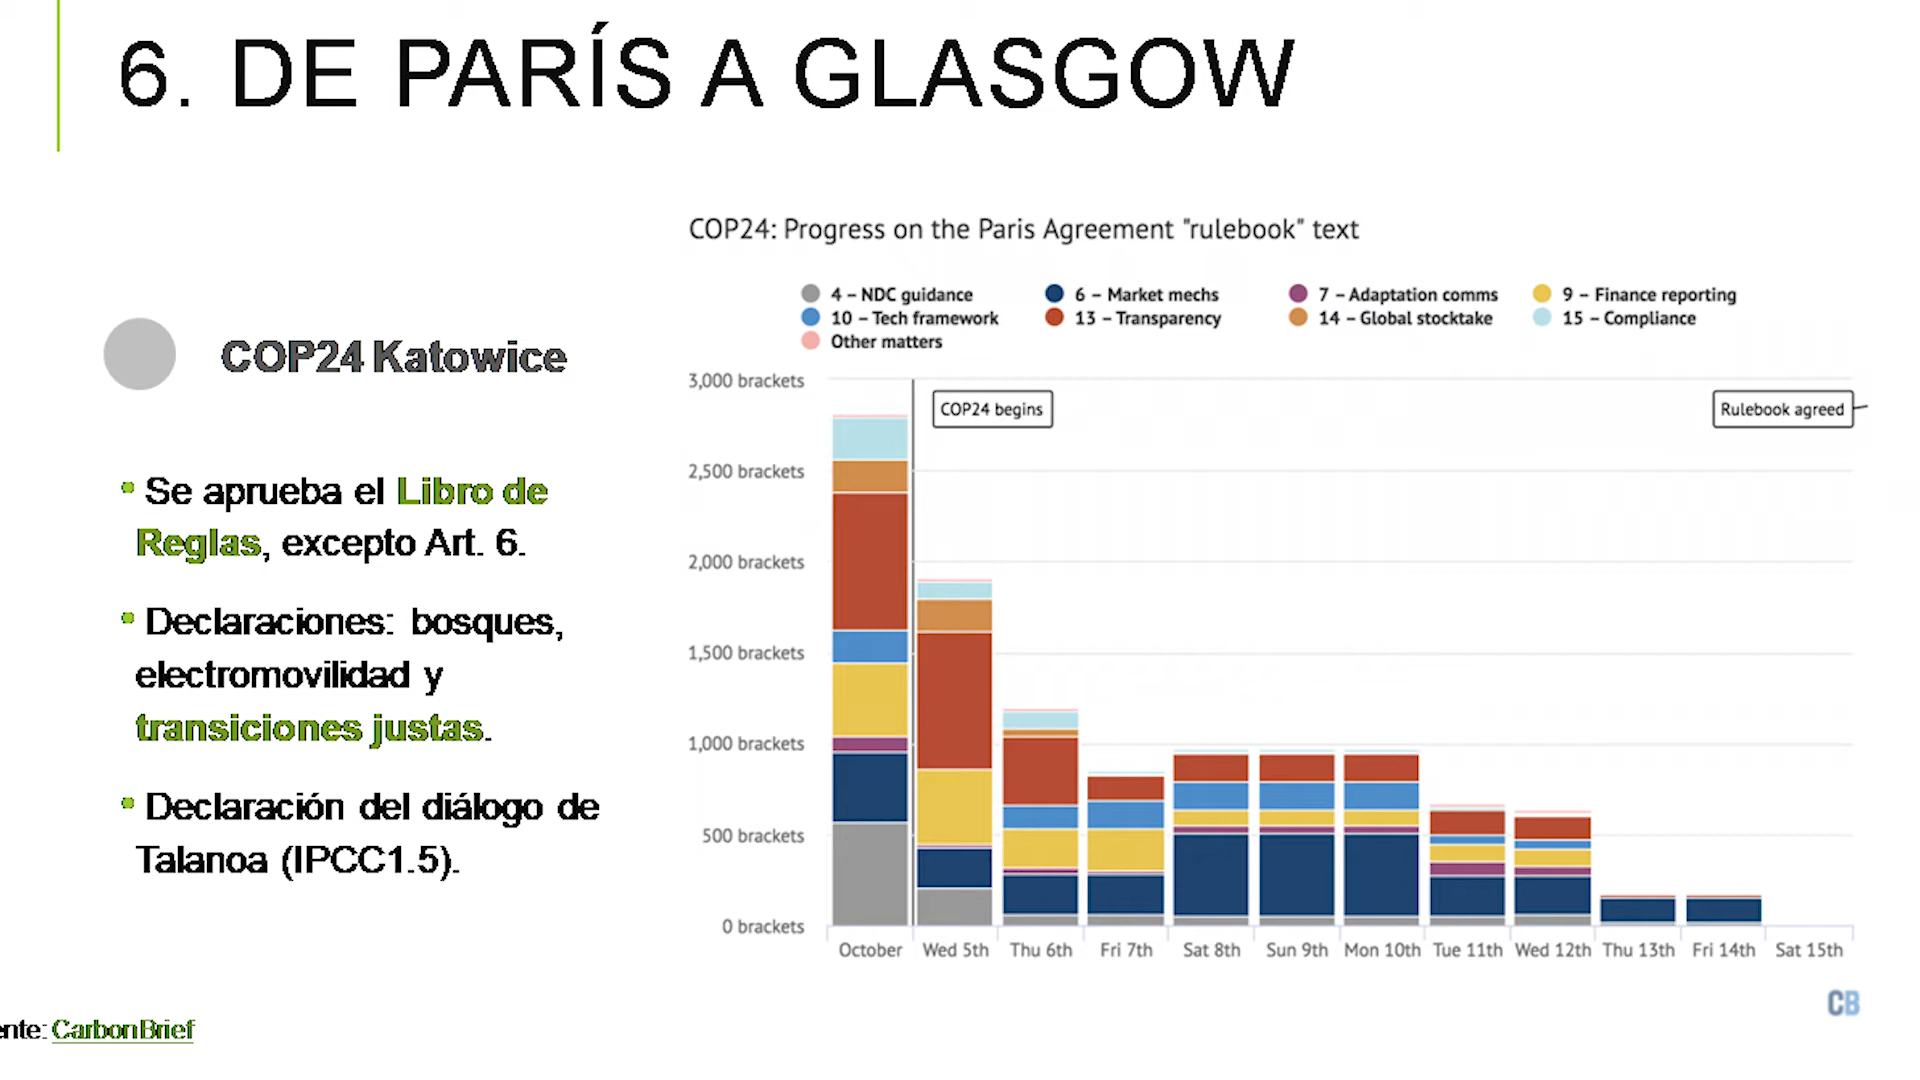 6. DE PARÍS A GLASGOW
COP24 Katowice
Se aprueba el Libro de
Reglas, excepto Art. 6.
Declaraciones: bosques,
electromovilidad y
transiciones justas.
Declaración del diálogo de
Talanoa (IPCC1.5).
ente: CarbonBrief
COP24: Progress on the Paris Agreement "rulebook" text
4 – NDC guidance 6 – Market mechs 7 – Adaptation comms 9 – Finance reporting
10 – Tech framework 13 – Transparency 14 – Global stocktake 15 – Compliance
Other matters
3,000 brackets
COP24 begins Rulebook agreed
2,500 brackets
2,000 brackets
1,500 brackets
1,000 brackets
500 brackets
0 brackets
October Wed 5th Thu 6th Fri 7th Sat 8th Sun 9th Mon 10th Tue 11th Wed 12th Thu 13th Fri 14th Sat 15th
CB